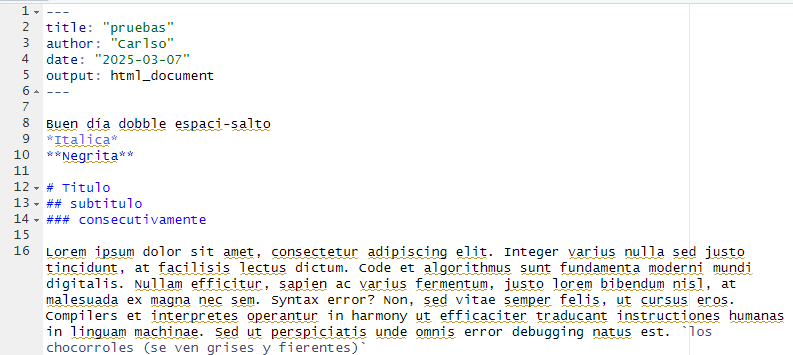 1 ---
2 title: "pruebas"
3 author: "Carlso"
4 date: "2025-03-07"
5 output: html_document
6 ---
7
8 Buen día dobble espaci-salto
9 *Italica*
10 **Negrita**
11
12 # Titulo
13 ## subtitulo
14 ### consecutivamente
15
16 Lorem ipsum dolor sit amet, consectetur adipiscing elit. Integer varius nulla sed justo
tincidunt, at facilisis lectus dictum. Code et algorithmus sunt fundamenta moderni mundi
digitalis. Nullam efficitur, sapien ac varius fermentum, justo lorem bibendum nisl, at
malesuada ex magna nec sem. Syntax error? Non, sed vitae semper felis, ut cursus eros.
Compilers et interpretes operantur in harmony ut efficaciter traducant instructiones humanas
in linguam machinae. Sed ut perspiciatis unde omnis error debugging natus est. `los
chocorroles (se ven grises y fierentes)`